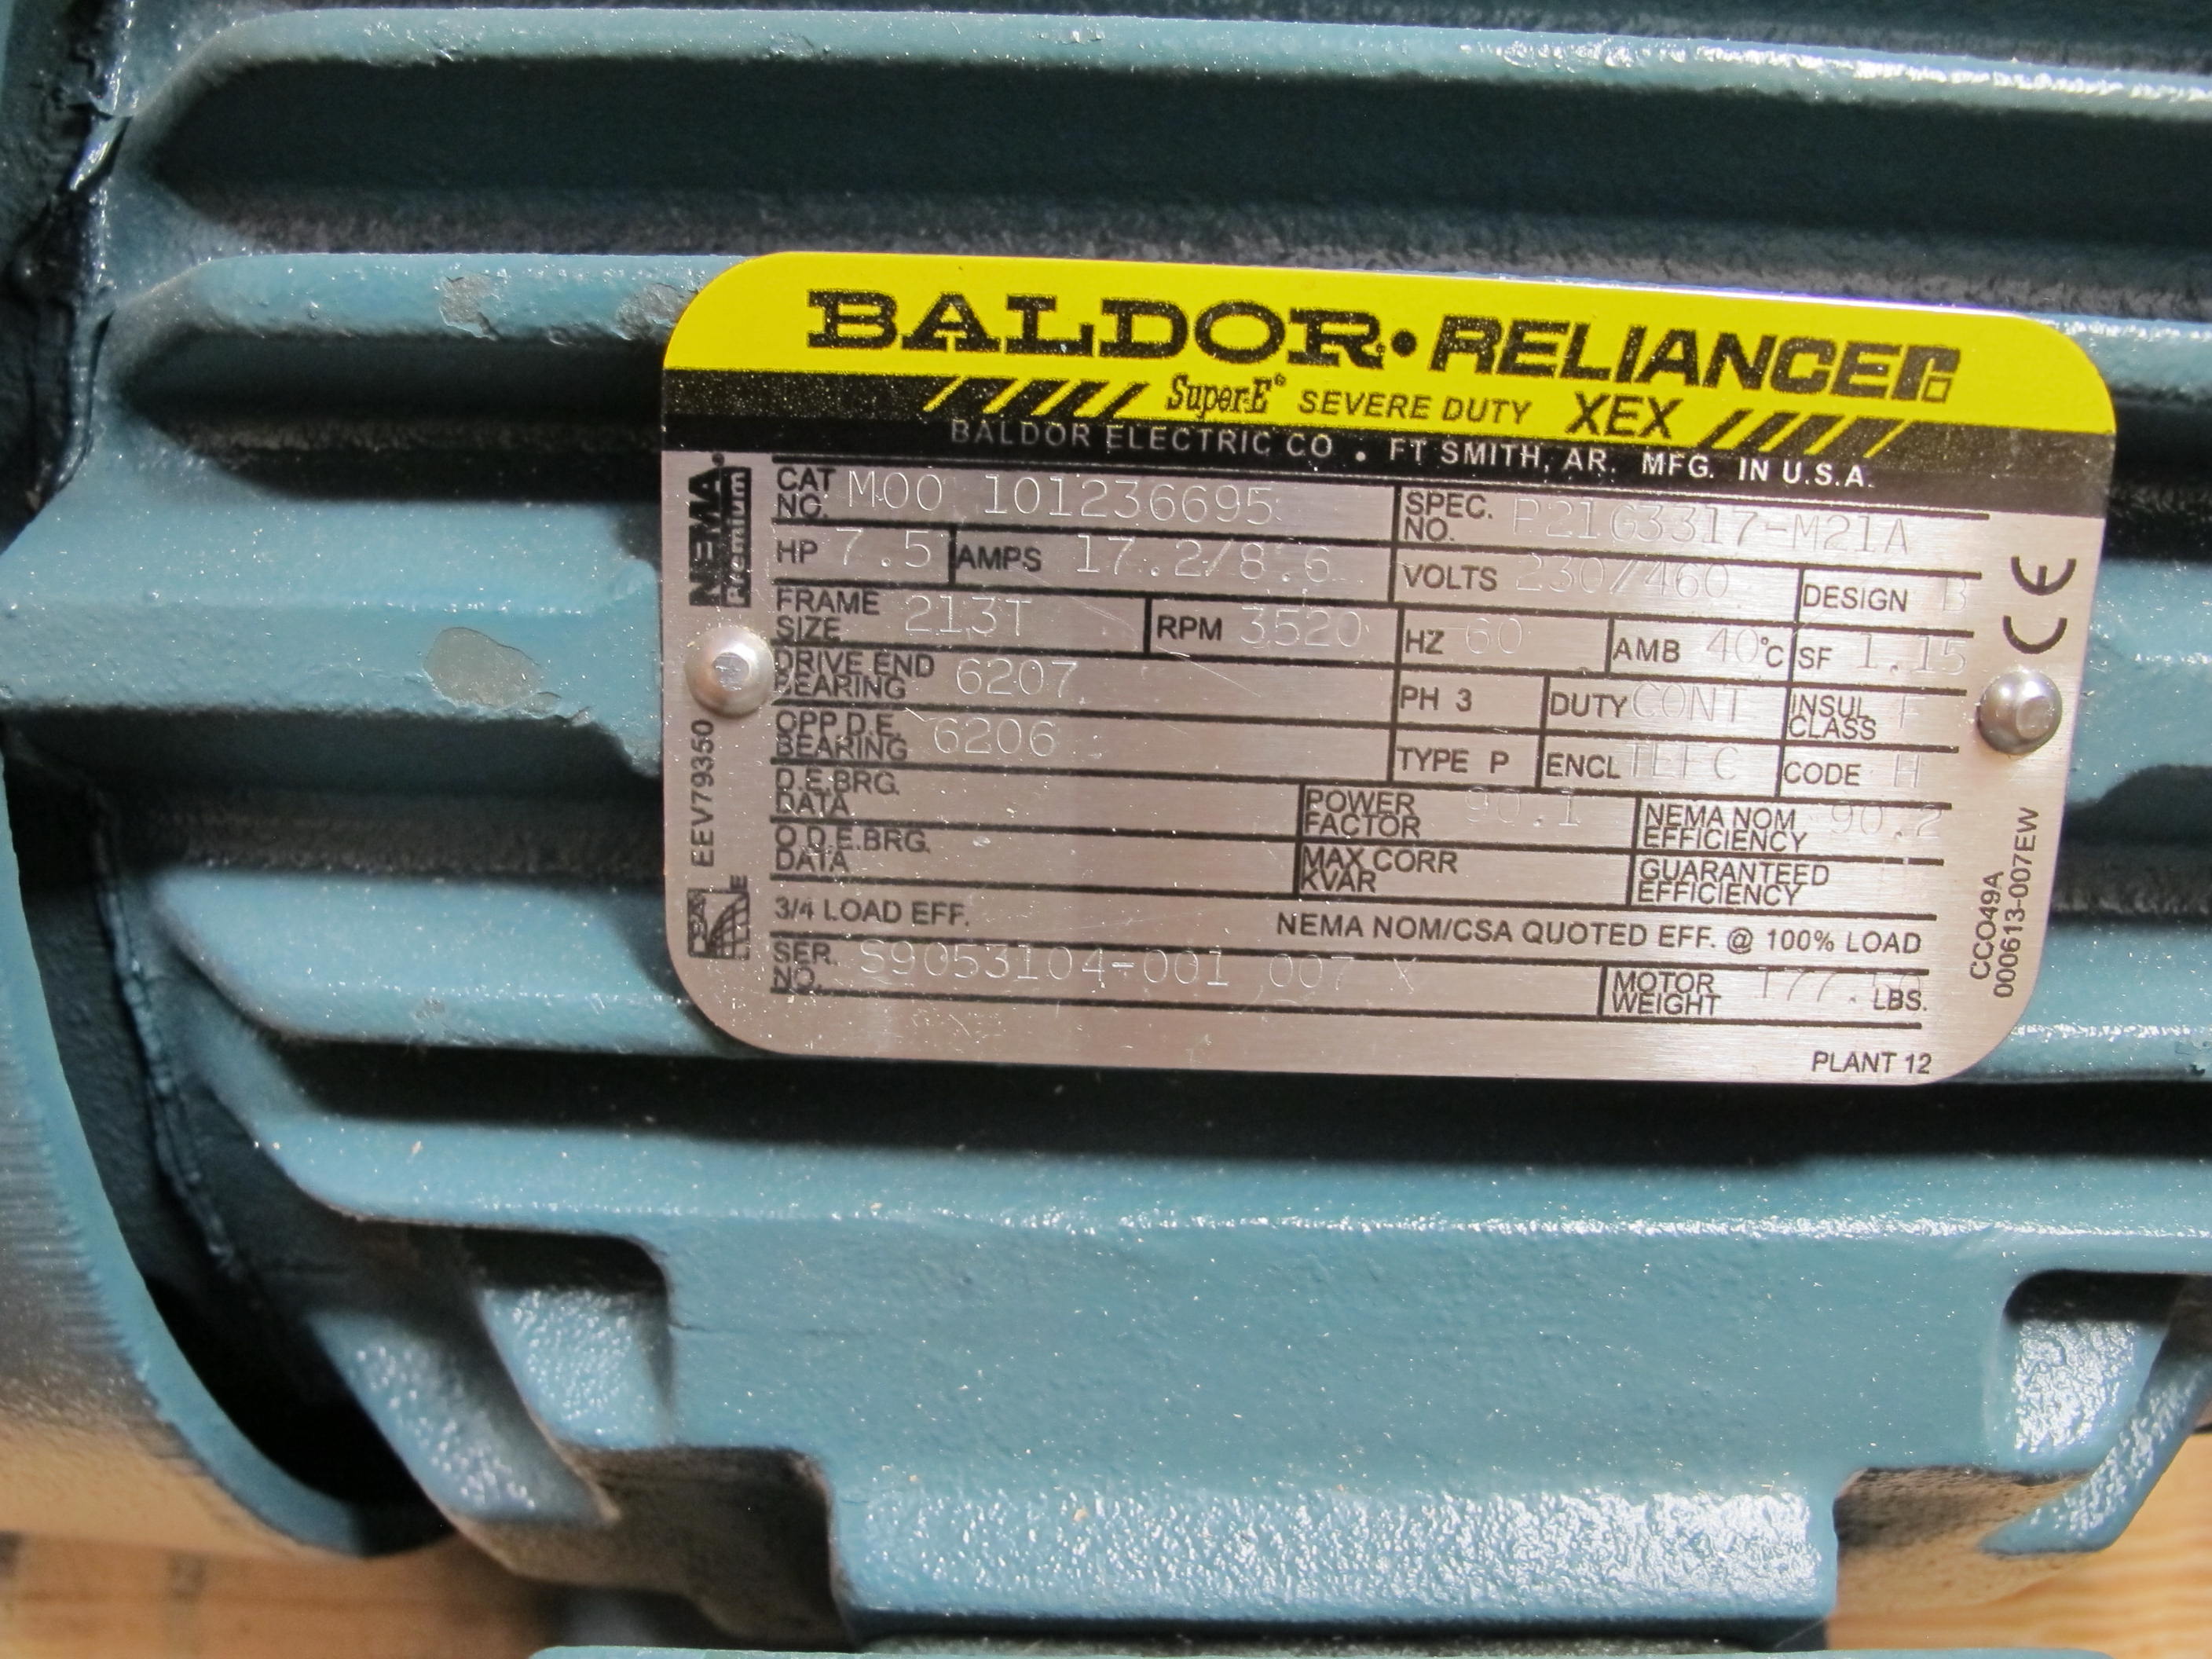 BALDOR • RELIANCER
Super-E® SEVERE DUTY XEX
BALDOR ELECTRIC CO . FT SMITH, AR. MFG. IN U.S.A.
NEMA Premium
CAT NO. M00 101236695 SPEC. NO. P21G3317-M21A
HP 7.5 AMPS 17.2/8.6 VOLTS 230/460 DESIGN B
FRAME SIZE 213T RPM 3520 HZ 60 AMB 40°C SF 1.15
DRIVE END BEARING 6207 PH 3 DUTY CONT INSUL CLASS F
OPP D.E. BEARING 6206 TYPE P ENCL TEFC CODE H
D.E.BRG. DATA POWER FACTOR 90.1 NEMA NOM EFFICIENCY 90.2
O.D.E.BRG. DATA MAX CORR KVAR GUARANTEED EFFICIENCY
3/4 LOAD EFF. NEMA NOM/CSA QUOTED EFF. @ 100% LOAD
SER. NO. S9053104-001 007 X MOTOR WEIGHT LBS.
PLANT 12
EEV79350
CE
CC049A
000613-007EW